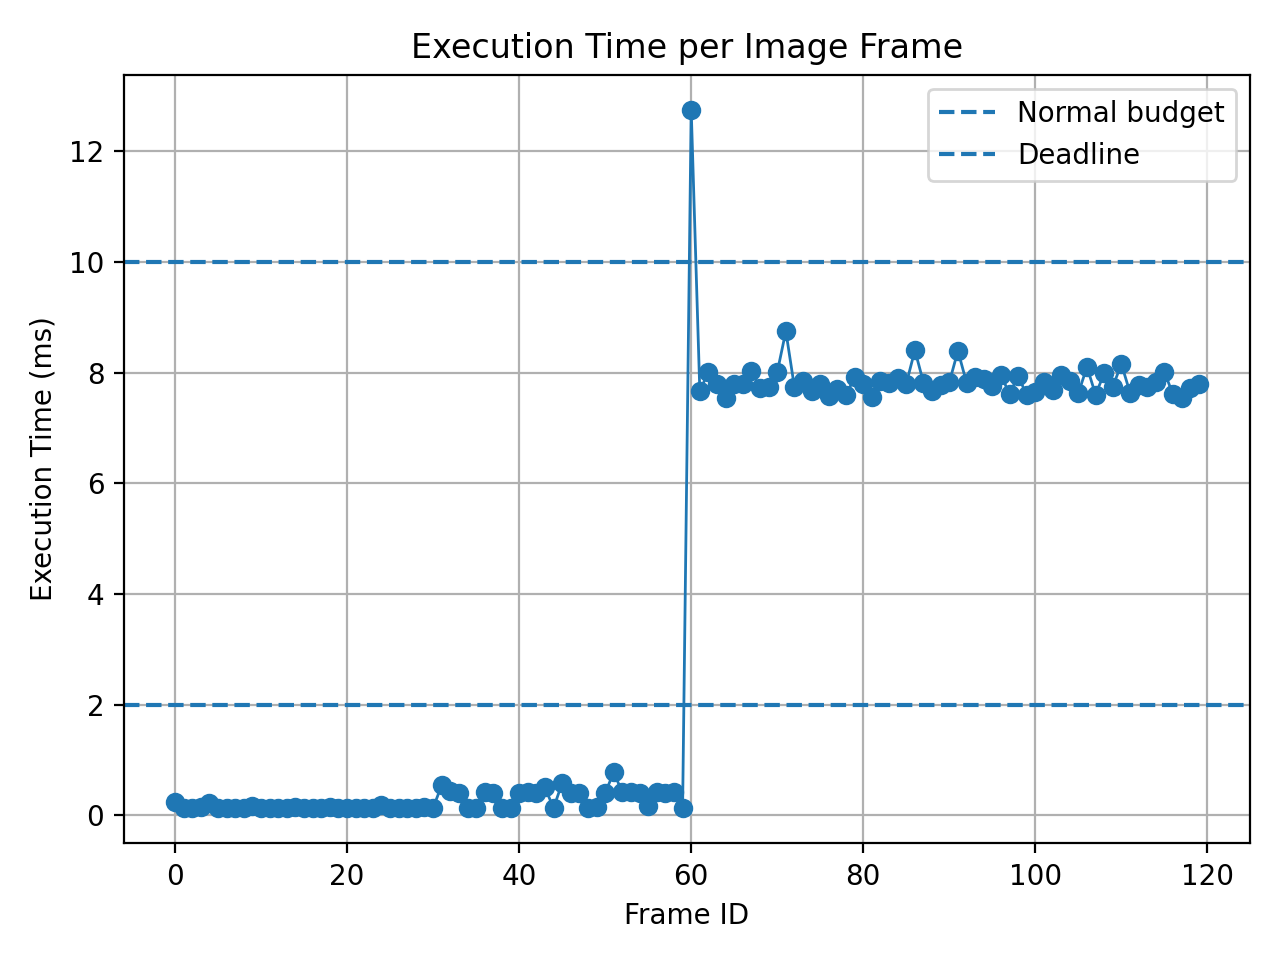 Execution Time per Image Frame
Normal budget
Deadline
12
10
8
6
4
2
0
Execution Time (ms)
0 20 40 60 80 100 120
Frame ID